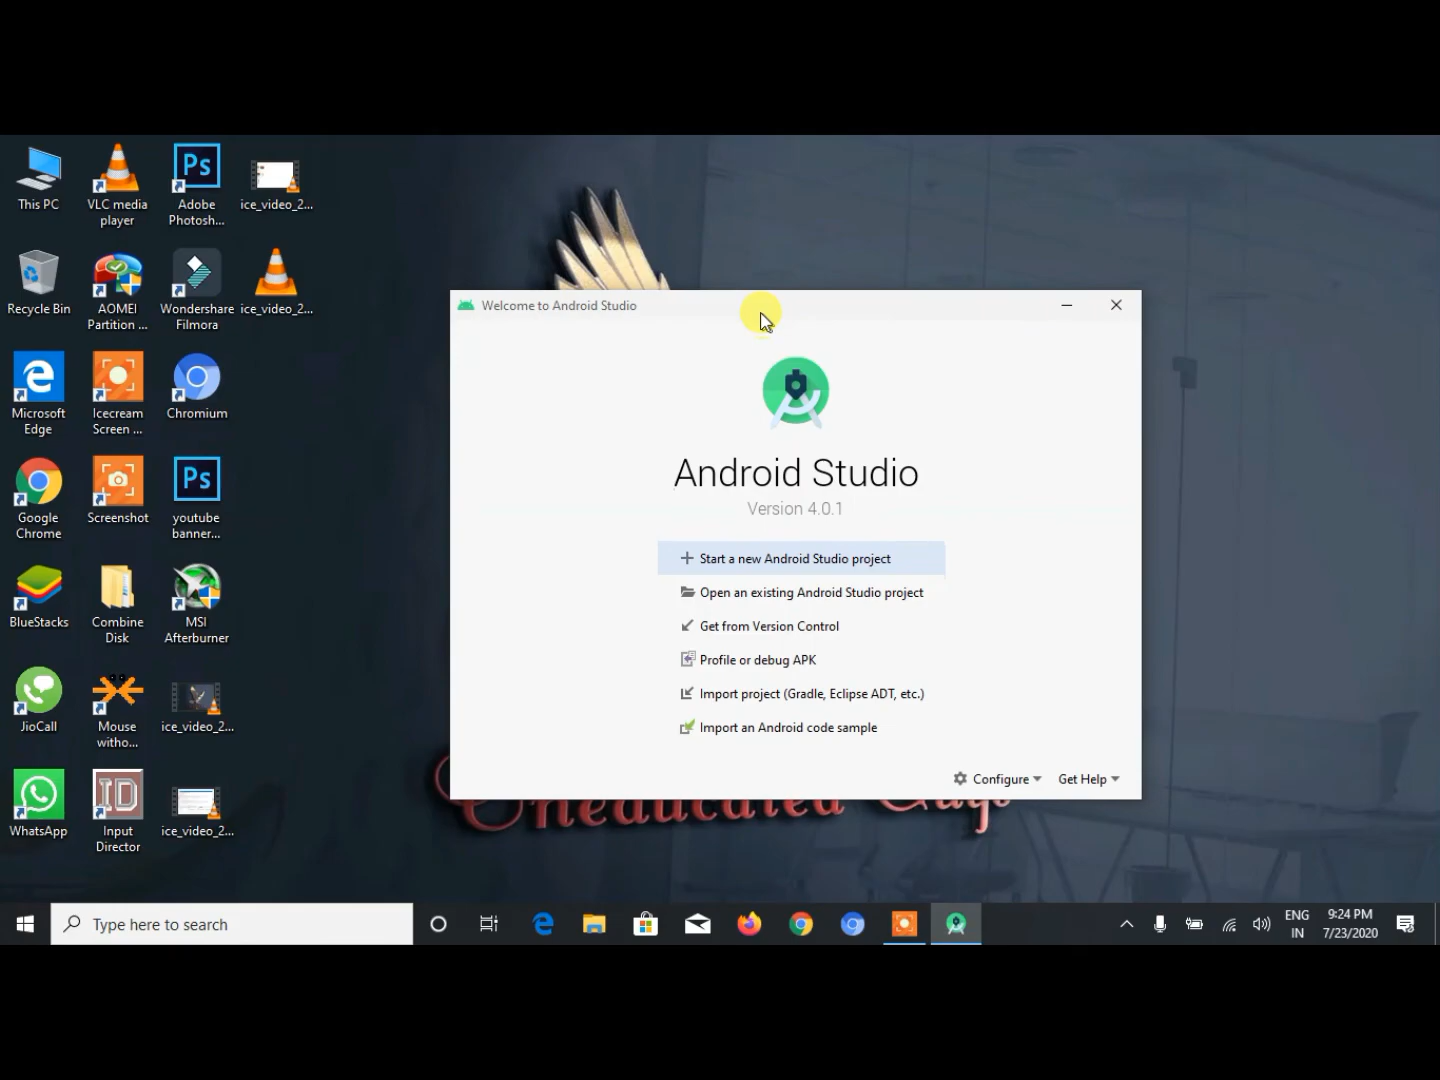 This PC
VLC media
player
Adobe
Photosh...
ice_video_2...
Recycle Bin
AOMEI
Partition ...
Wondershare
Filmora
ice_video_2...
Microsoft
Edge
Icecream
Screen ...
Chromium
Google
Chrome
Screenshot
youtube
banner...
BlueStacks
Combine
Disk
MSI
Afterburner
JioCall
Mouse
witho...
ice_video_2...
WhatsApp
Input
Director
ice_video_2...
Ps
Ps
ID
Welcome to Android Studio
Android Studio
Version 4.0.1
Start a new Android Studio project
Open an existing Android Studio project
Get from Version Control
Profile or debug APK
Import project (Gradle, Eclipse ADT, etc.)
Import an Android code sample
Configure
Get Help
Type here to search
ENG
IN
9:24 PM
7/23/2020